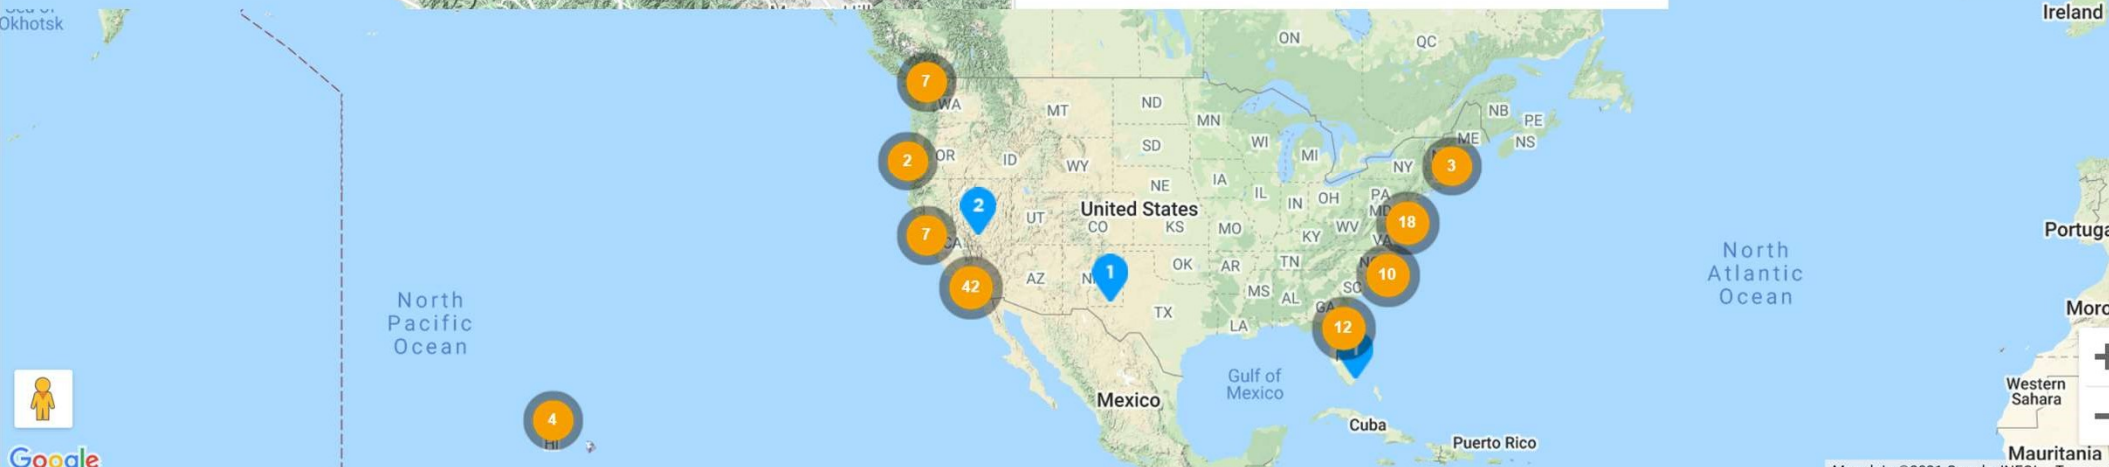 Okhotsk
Ireland
ON
QC
7
WA
MT
ND
MN
NB
PE
ME
NS
2
OR
ID
WY
SD
WI
MI
NY
3
2
UT
United States
NE
IA
IL
IN
OH
PA
MD
18
7
CA
CO
KS
MO
KY
WV
VA
Portuga
North
Atlantic
Ocean
42
AZ
1
OK
AR
TN
10
SC
MS
AL
GA
North
Pacific
Ocean
TX
LA
12
Moro
Gulf of
Mexico
Mexico
Western
Sahara
4
HI
Cuba
Puerto Rico
Mauritania
Google